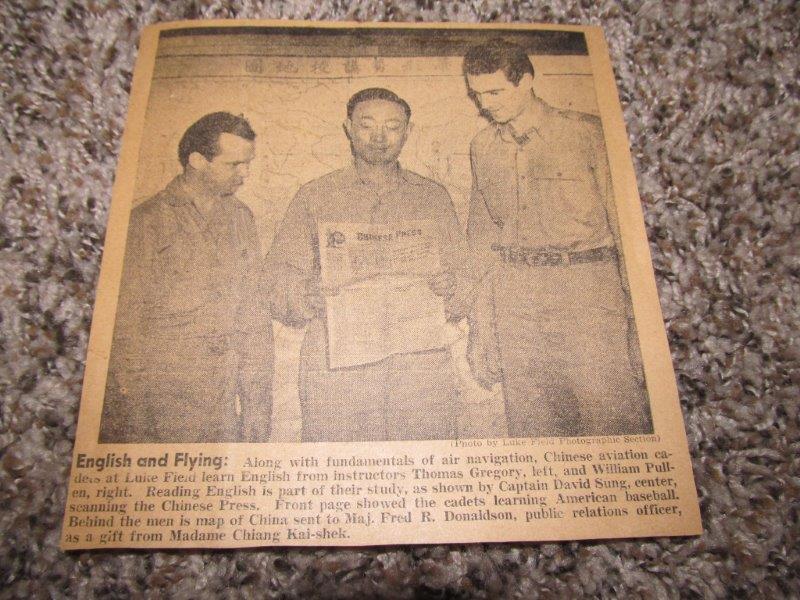 CHINESE PRESS
(Photo by Luke Field Photographic Section)
English and Flying: Along with fundamentals of air navigation, Chinese aviation ca-
dets at Luke Field learn English from instructors Thomas Gregory, left, and William Pull-
en, right. Reading English is part of their study, as shown by Captain David Sung, center,
scanning the Chinese Press. Front page showed the cadets learning American baseball.
Behind the men is map of China sent to Maj. Fred R. Donaldson, public relations officer,
as a gift from Madame Chiang Kai-shek.